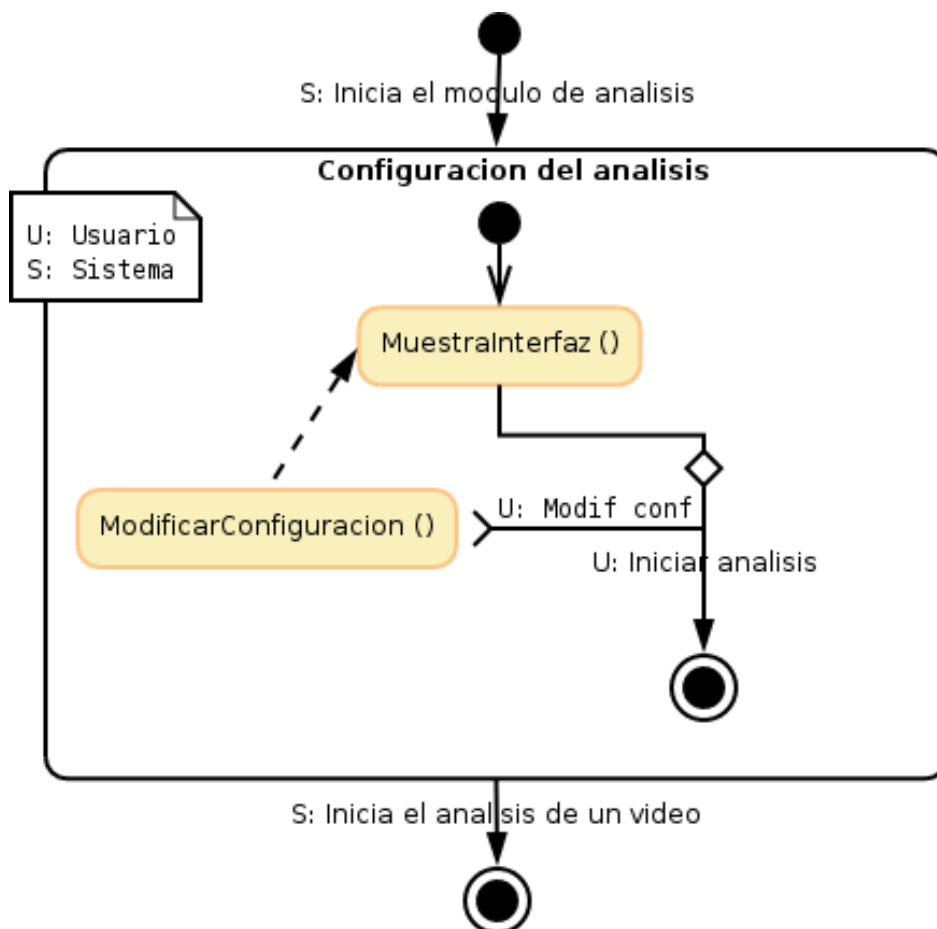 S: Inicia el modulo de analisis
Configuracion del analisis
U: Usuario
S: Sistema
MuestraInterfaz ()
U: Modif conf
ModificarConfiguracion ()
U: Iniciar analisis
S: Inicia el analisis de un video